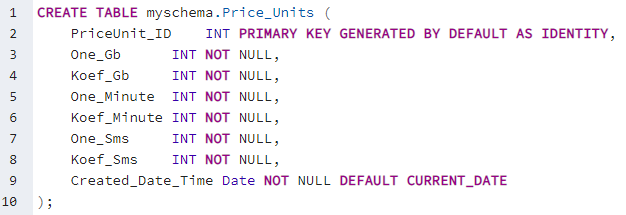 1 CREATE TABLE myschema.Price_Units (
2     PriceUnit_ID    INT PRIMARY KEY GENERATED BY DEFAULT AS IDENTITY,
3     One_Gb      INT NOT NULL,
4     Koef_Gb     INT NOT NULL,
5     One_Minute  INT NOT NULL,
6     Koef_Minute INT NOT NULL,
7     One_Sms     INT NOT NULL,
8     Koef_Sms    INT NOT NULL,
9     Created_Date_Time Date NOT NULL DEFAULT CURRENT_DATE
10 );